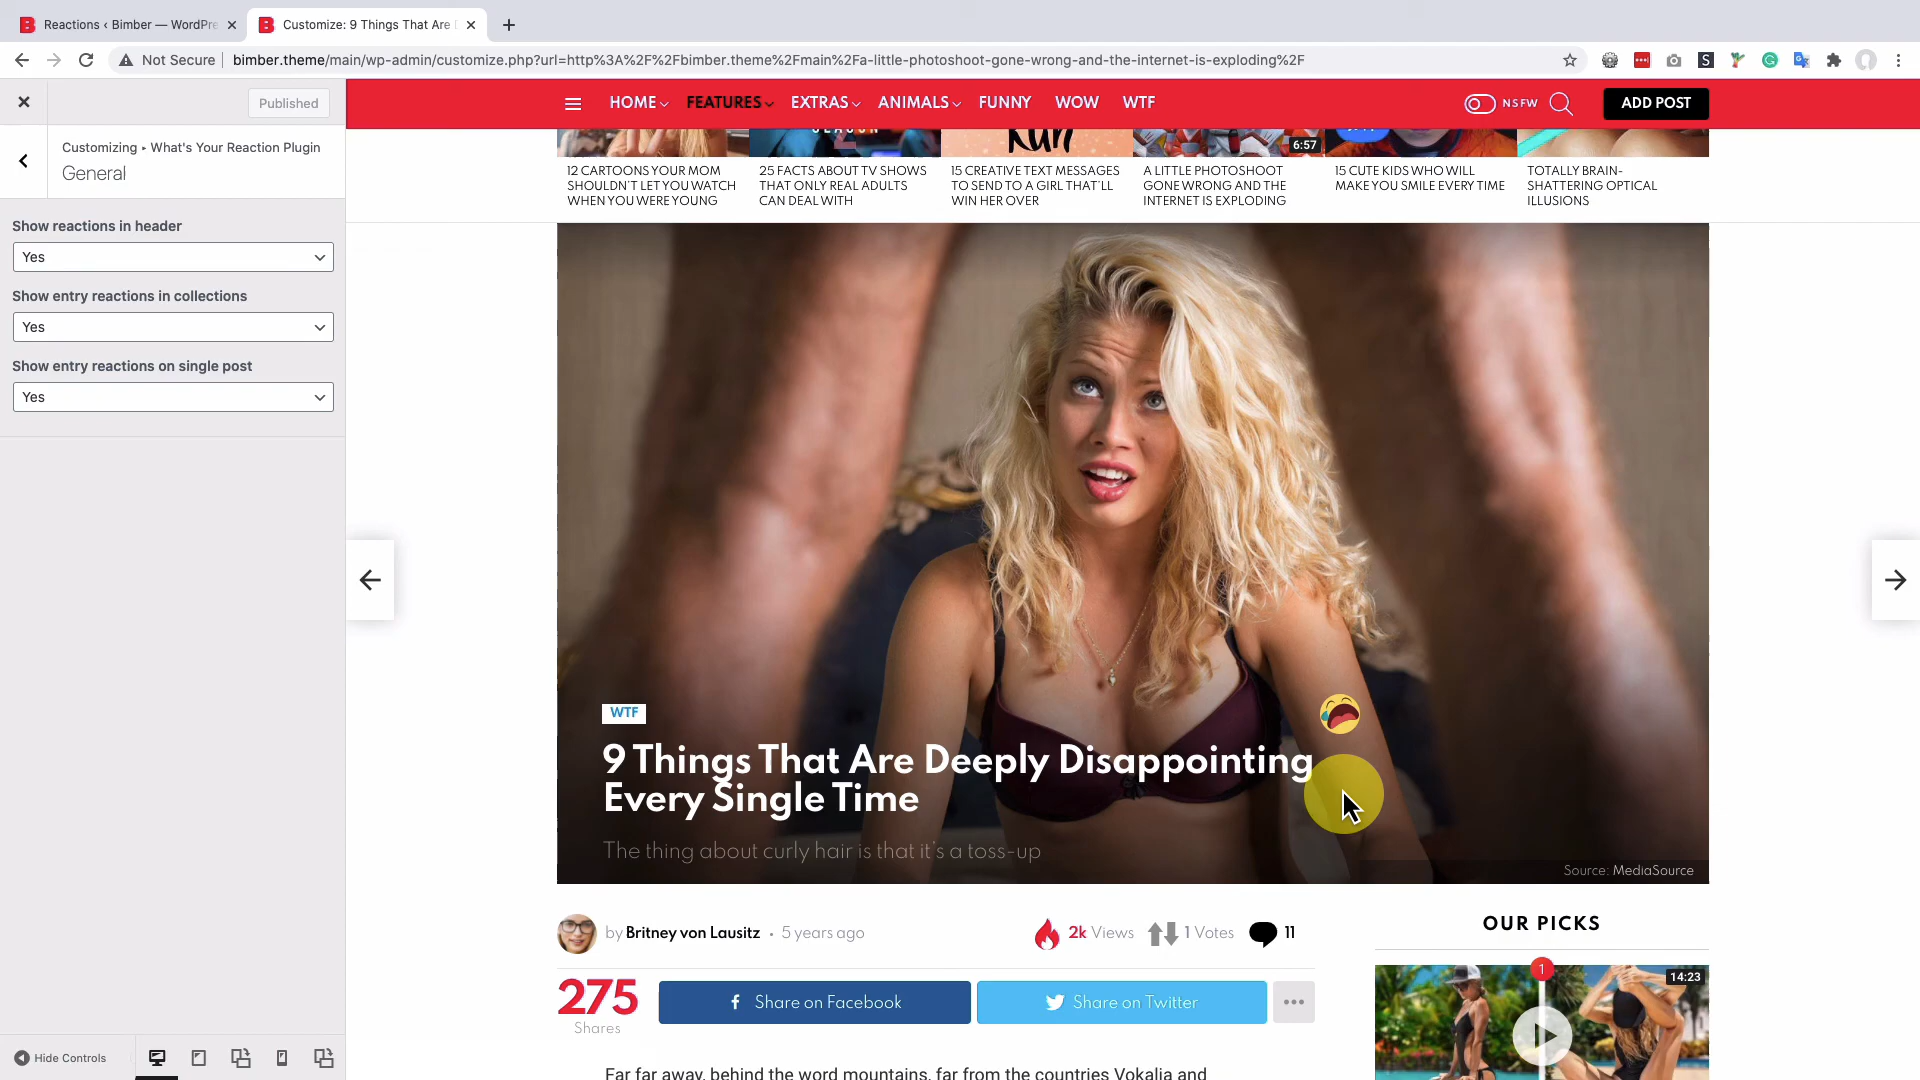 Reactions ‹ Bimber — WordPre
Customize: 9 Things That Are D
Not Secure
bimber.theme/main/wp-admin/customize.php?url=http%3A%2F%2Fbimber.theme%2Fmain%2Fa-little-photoshoot-gone-wrong-and-the-internet-is-exploding%2F
Published
Customizing ▸ What's Your Reaction Plugin
General
Show reactions in header
Yes
Show entry reactions in collections
Yes
Show entry reactions on single post
Yes
Hide Controls
HOME
FEATURES
EXTRAS
ANIMALS
FUNNY
WOW
WTF
NSFW
ADD POST
RUN
6:57
12 CARTOONS YOUR MOM
SHOULDN'T LET YOU WATCH
WHEN YOU WERE YOUNG
25 FACTS ABOUT TV SHOWS
THAT ONLY REAL ADULTS
CAN DEAL WITH
15 CREATIVE TEXT MESSAGES
TO SEND TO A GIRL THAT'LL
WIN HER OVER
A LITTLE PHOTOSHOOT
GONE WRONG AND THE
INTERNET IS EXPLODING
15 CUTE KIDS WHO WILL
MAKE YOU SMILE EVERY TIME
TOTALLY BRAIN-
SHATTERING OPTICAL
ILLUSIONS
WTF
9 Things That Are Deeply Disappointing
Every Single Time
The thing about curly hair is that it's a toss-up
Source: MediaSource
by Britney von Lausitz • 5 years ago
2k Views
1 Votes
11
275
Shares
Share on Facebook
Share on Twitter
Far far away, behind the word mountains, far from the countries Vokalia and
OUR PICKS
1
14:23